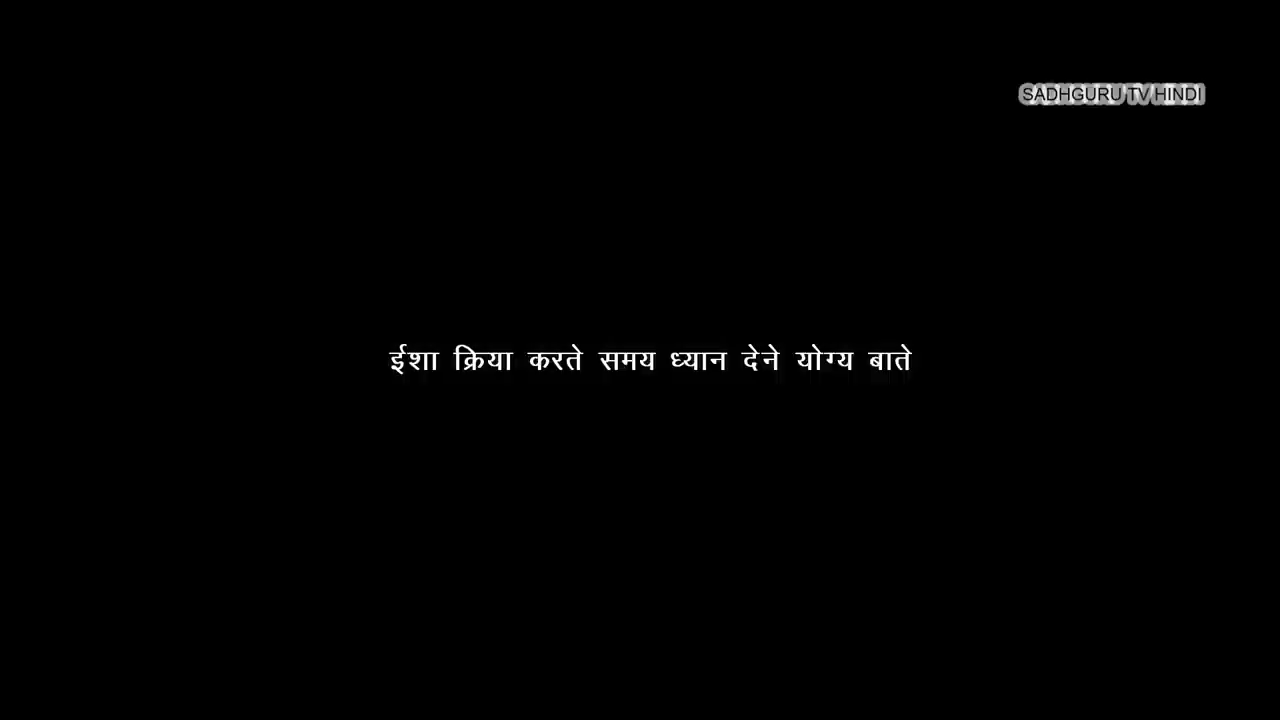 SADHGURU TV HINDI
ईशा क्रिया करते समय ध्यान देने योग्य बाते